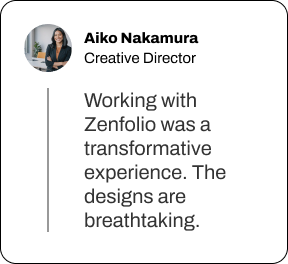 Aiko Nakamura
Creative Director
Working with
Zenfolio was a
transformative
experience. The
designs are
breathtaking.